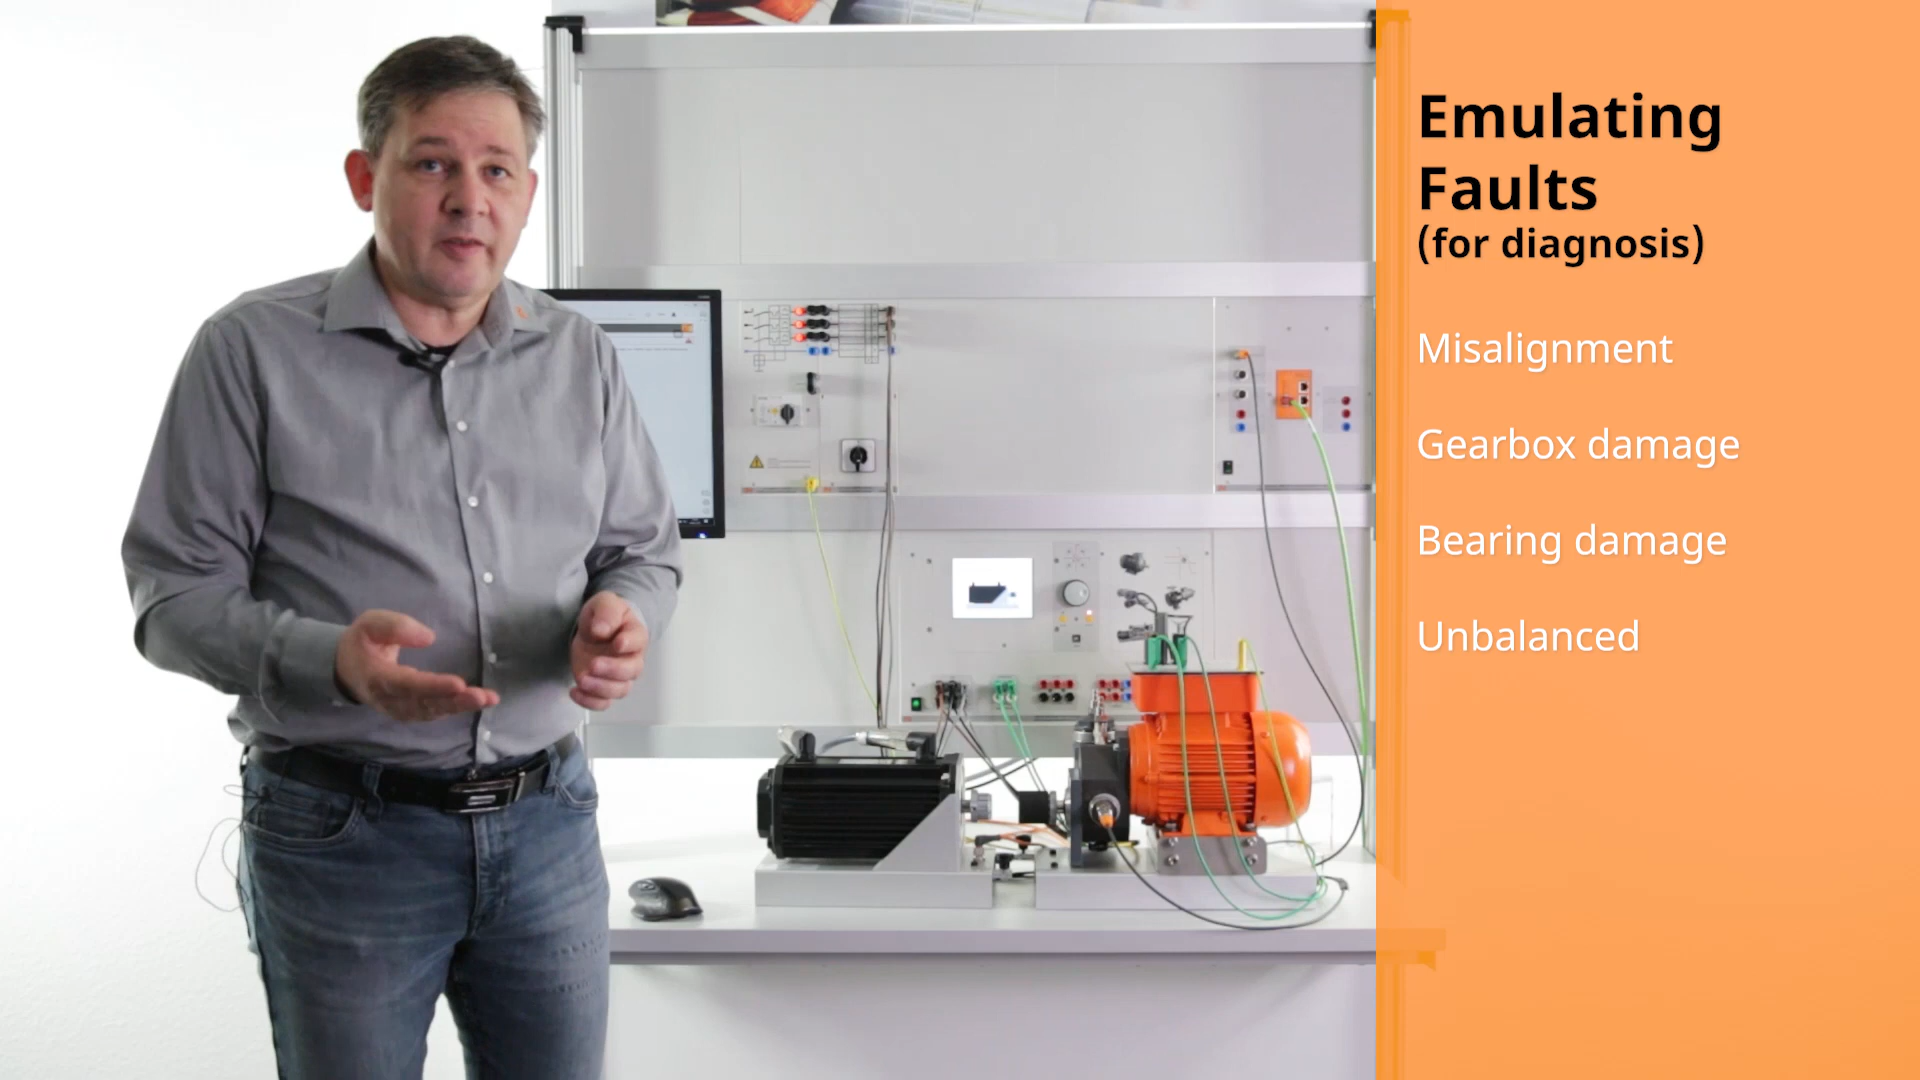 Emulating
Faults
(for diagnosis)
Misalignment
Gearbox damage
Bearing damage
Unbalanced